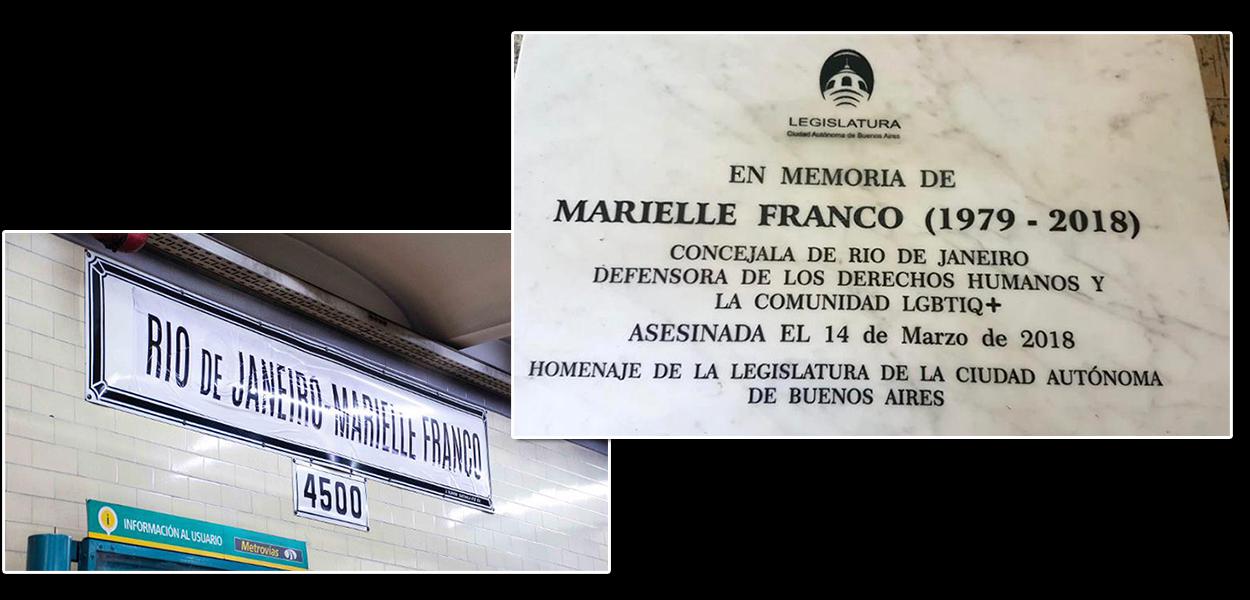 LEGISLATURA
Ciudad Autónoma de Buenos Aires
EN MEMORIA DE
MARIELLE FRANCO (1979 - 2018)
CONCEJALA DE RIO DE JANEIRO
DEFENSORA DE LOS DERECHOS HUMANOS Y
LA COMUNIDAD LGBTIQ+
ASESINADA EL 14 de Marzo de 2018
HOMENAJE DE LA LEGISLATURA DE LA CIUDAD AUTÓNOMA
DE BUENOS AIRES
RIO DE JANEIRO-MARIELLE FRANCO
4500
i INFORMACIÓN AL USUARIO
Metrovías